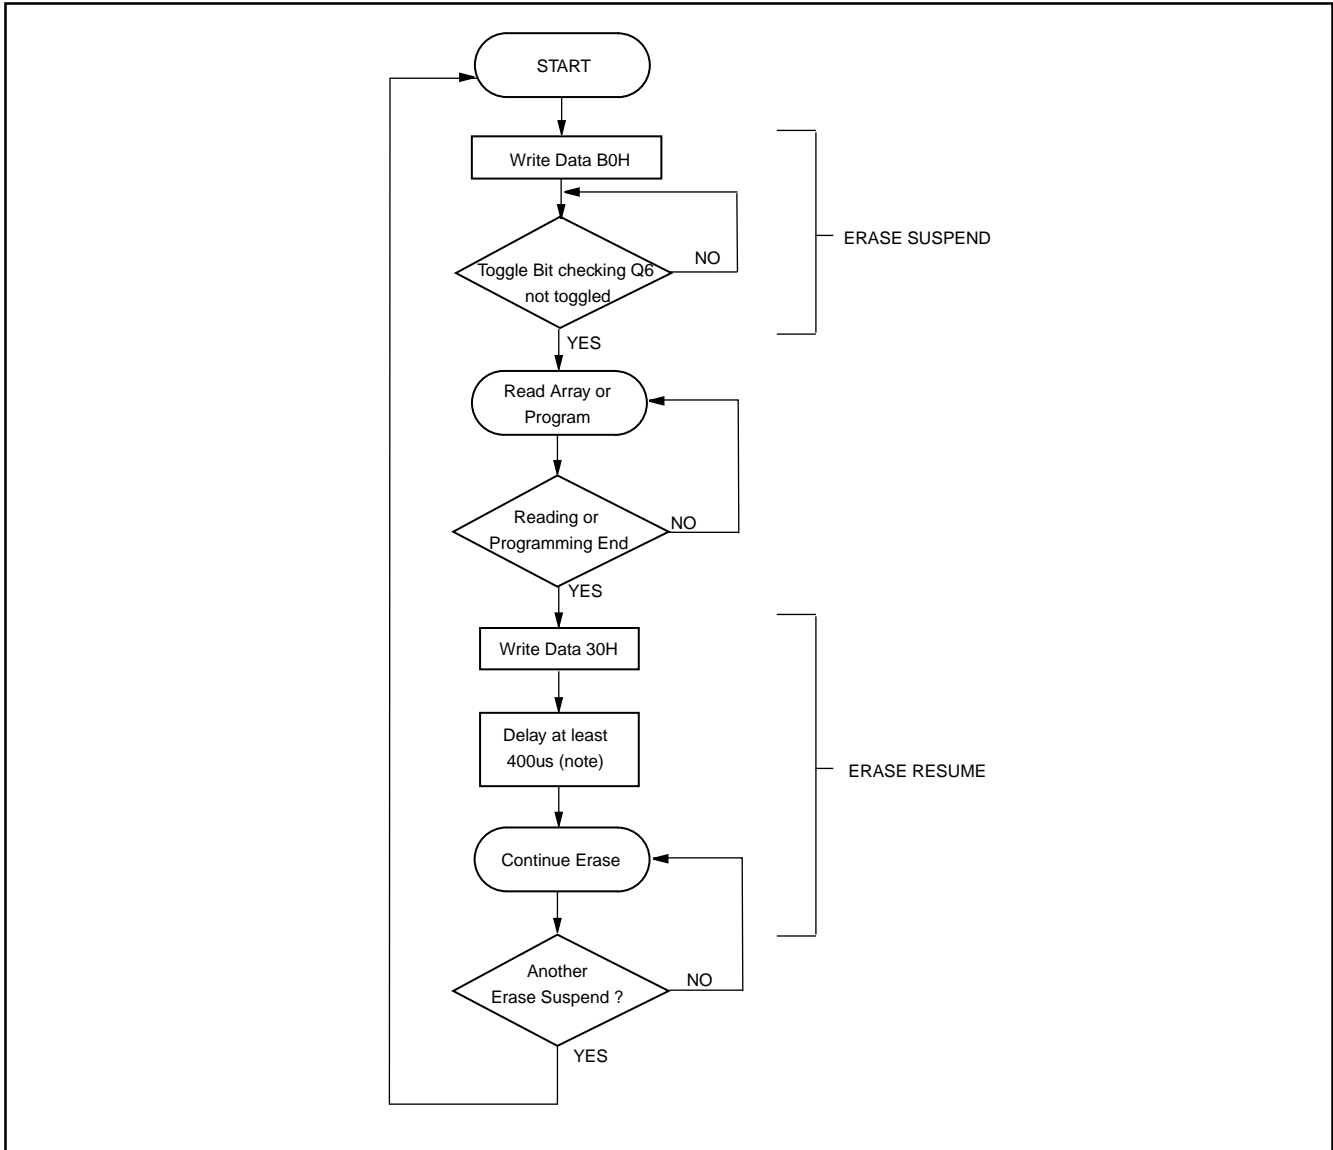 START
Write Data B0H
ERASE SUSPEND
Toggle Bit checking Q6
not toggled
NO
YES
Read Array or
Program
Reading or
Programming End
NO
YES
Write Data 30H
Delay at least
400us (note)
ERASE RESUME
Continue Erase
Another
Erase Suspend ?
NO
YES